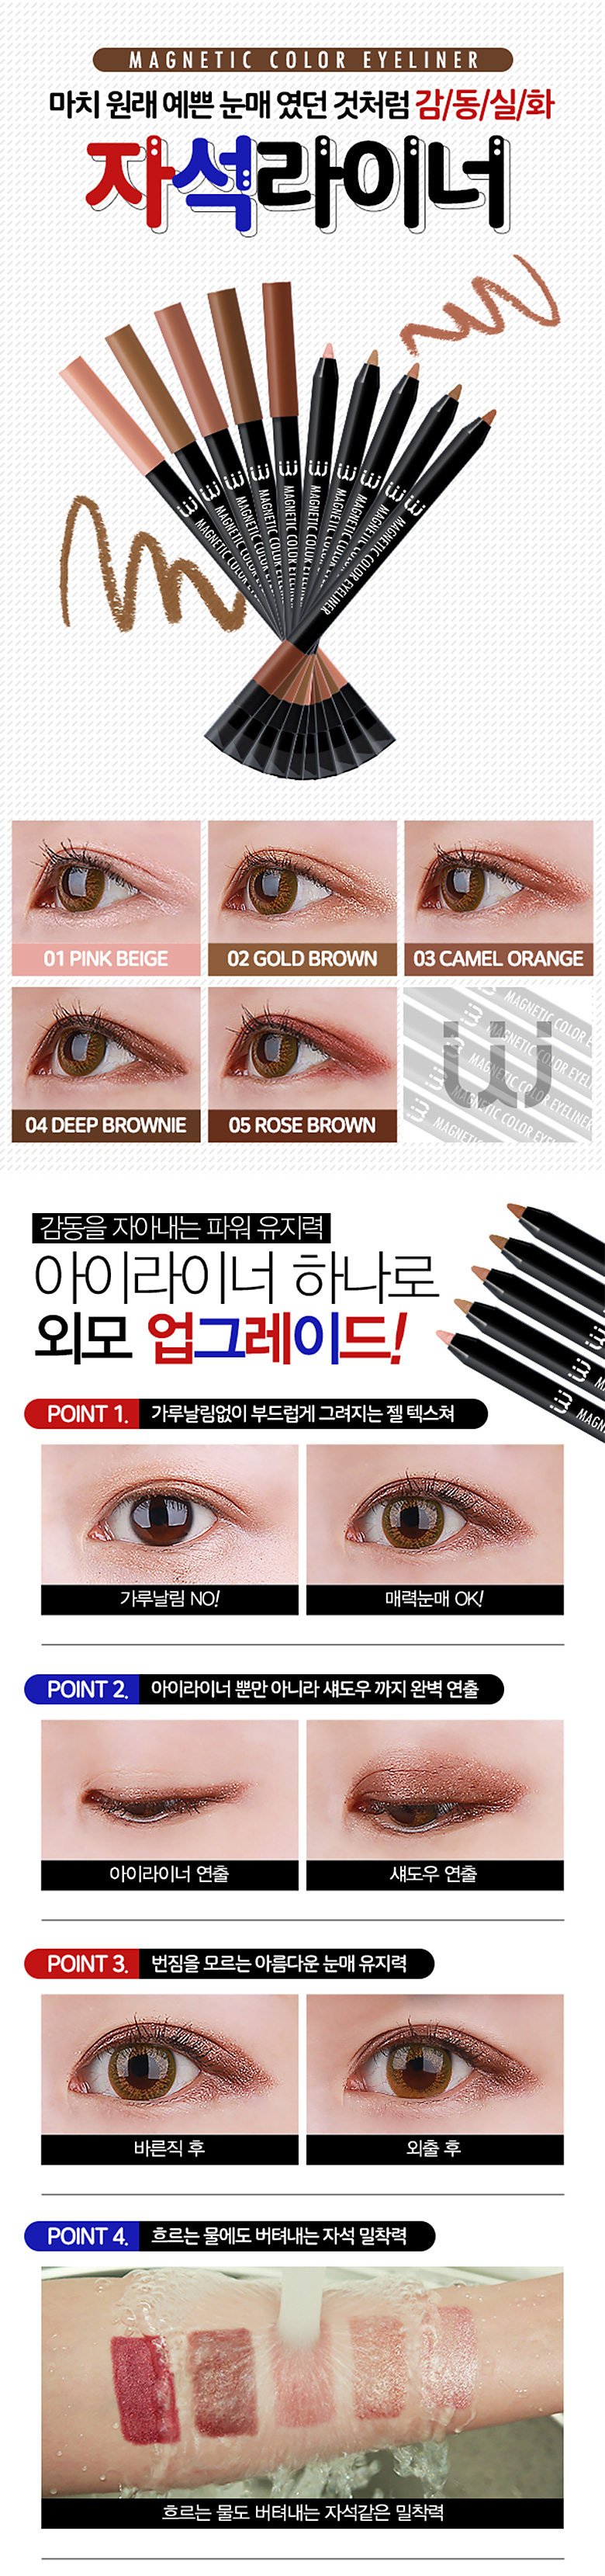 MAGNETIC COLOR EYELINER
마치 원래 예쁜 눈매 였던 것처럼 감/동/실/화
자석라이너
MAGNETIC COLOR EYELINER
01 PINK BEIGE
02 GOLD BROWN
03 CAMEL ORANGE
04 DEEP BROWNIE
05 ROSE BROWN
감동을 자아내는 파워 유지력
아이라이너 하나로
외모 업그레이드!
POINT 1. 가루날림없이 부드럽게 그려지는 젤 텍스쳐
가루날림 NO!
매력눈매 OK!
POINT 2. 아이라이너 뿐만 아니라 섀도우 까지 완벽 연출
아이라이너 연출
섀도우 연출
POINT 3. 번짐을 모르는 아름다운 눈매 유지력
바른직 후
외출 후
POINT 4. 흐르는 물에도 버텨내는 자석 밀착력
흐르는 물도 버텨내는 자석같은 밀착력